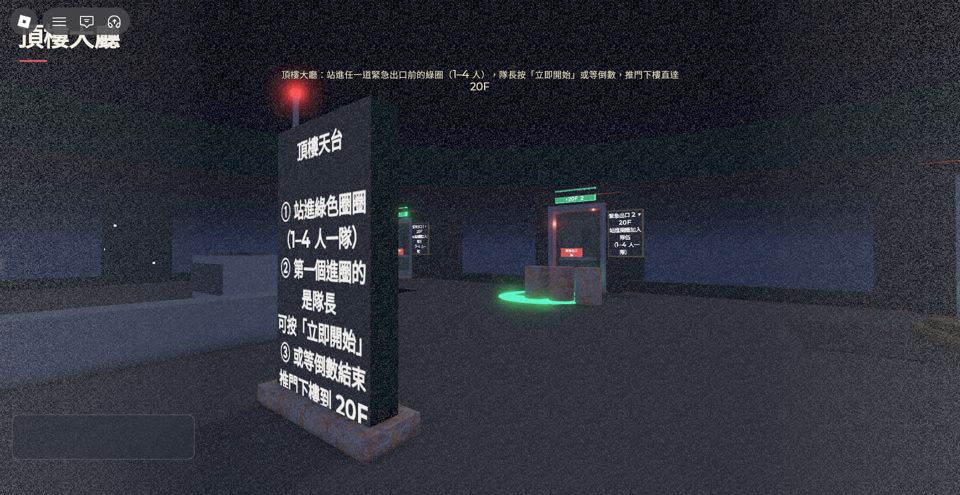 頂樓大廳
頂樓大廳：站進任一道緊急出口前的綠圈（1–4 人），隊長按「立即開始」或等倒數，推門下樓直達
20F
頂樓天台
① 站進綠色圈圈
（1–4 人一隊）
② 第一個進圈的
是隊長
可按「立即開始」
③ 或等倒數結束
推門下樓到 20F
緊急出口 2
20F
站進綠圈加入
隊伍
（1–4 人一
隊）